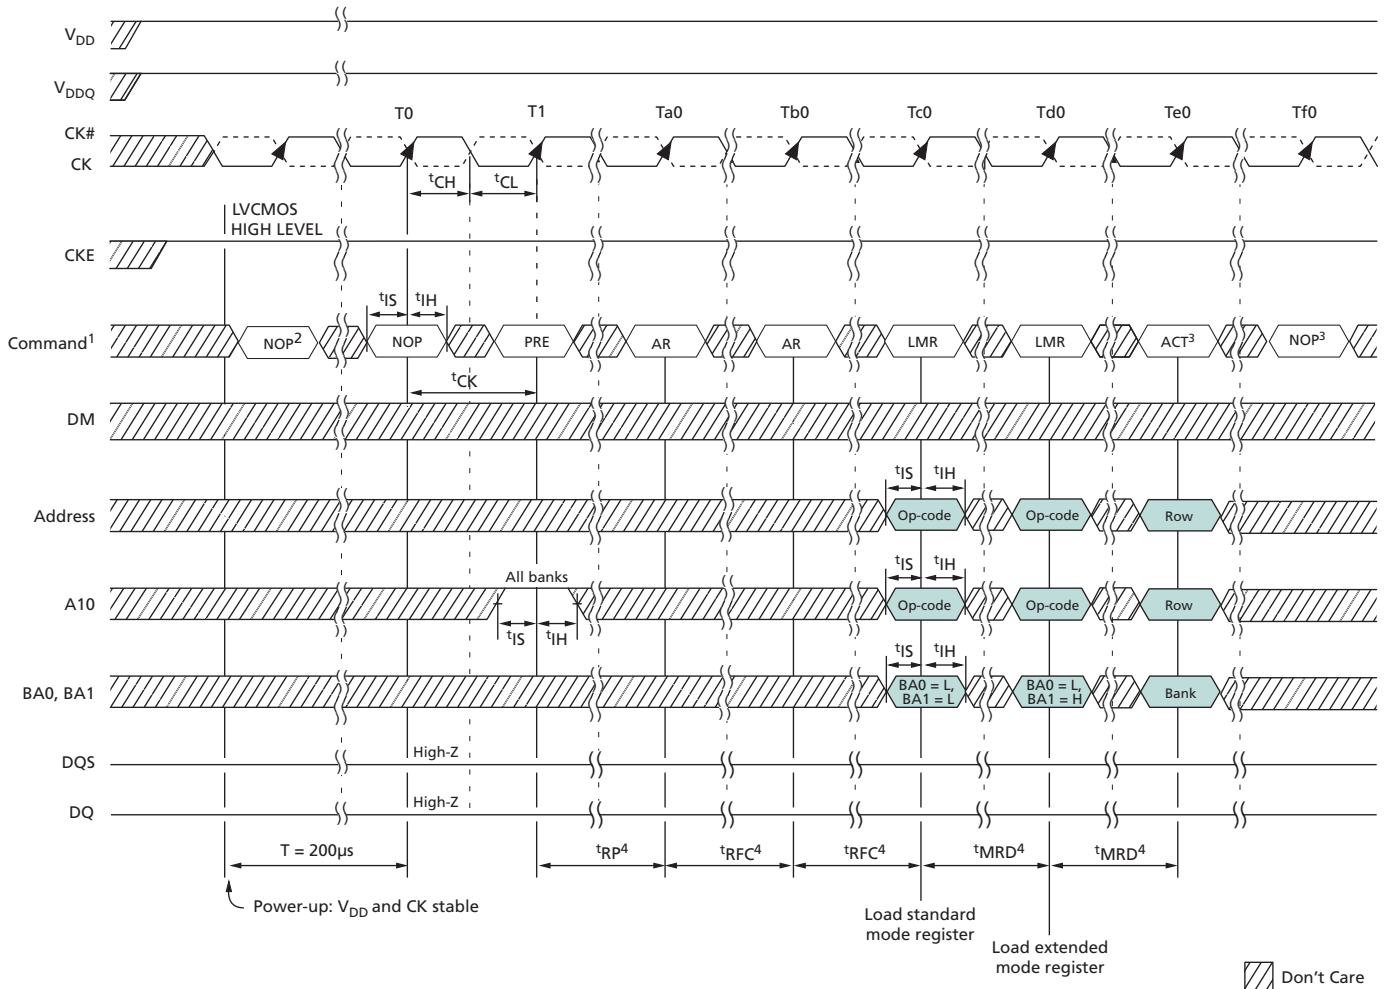 VDD
VDDQ
T0 T1 Ta0 Tb0 Tc0 Td0 Te0 Tf0
CK#
CK
tCH tCL
LVCMOS
HIGH LEVEL
CKE
tIS tIH
Command1 NOP2 NOP PRE AR AR LMR LMR ACT3 NOP3
tCK
DM
tIS tIH
Address Op-code Op-code Row
All banks tIS tIH
A10 Op-code Op-code Row
tIS tIH
tIS tIH
BA0, BA1 BA0 = L, BA0 = L, Bank
BA1 = L BA1 = H
High-Z
DQS
High-Z
DQ
T = 200µs tRP4 tRFC4 tRFC4 tMRD4 tMRD4
Power-up: VDD and CK stable
Load standard
mode register
Load extended
mode register
Don't Care